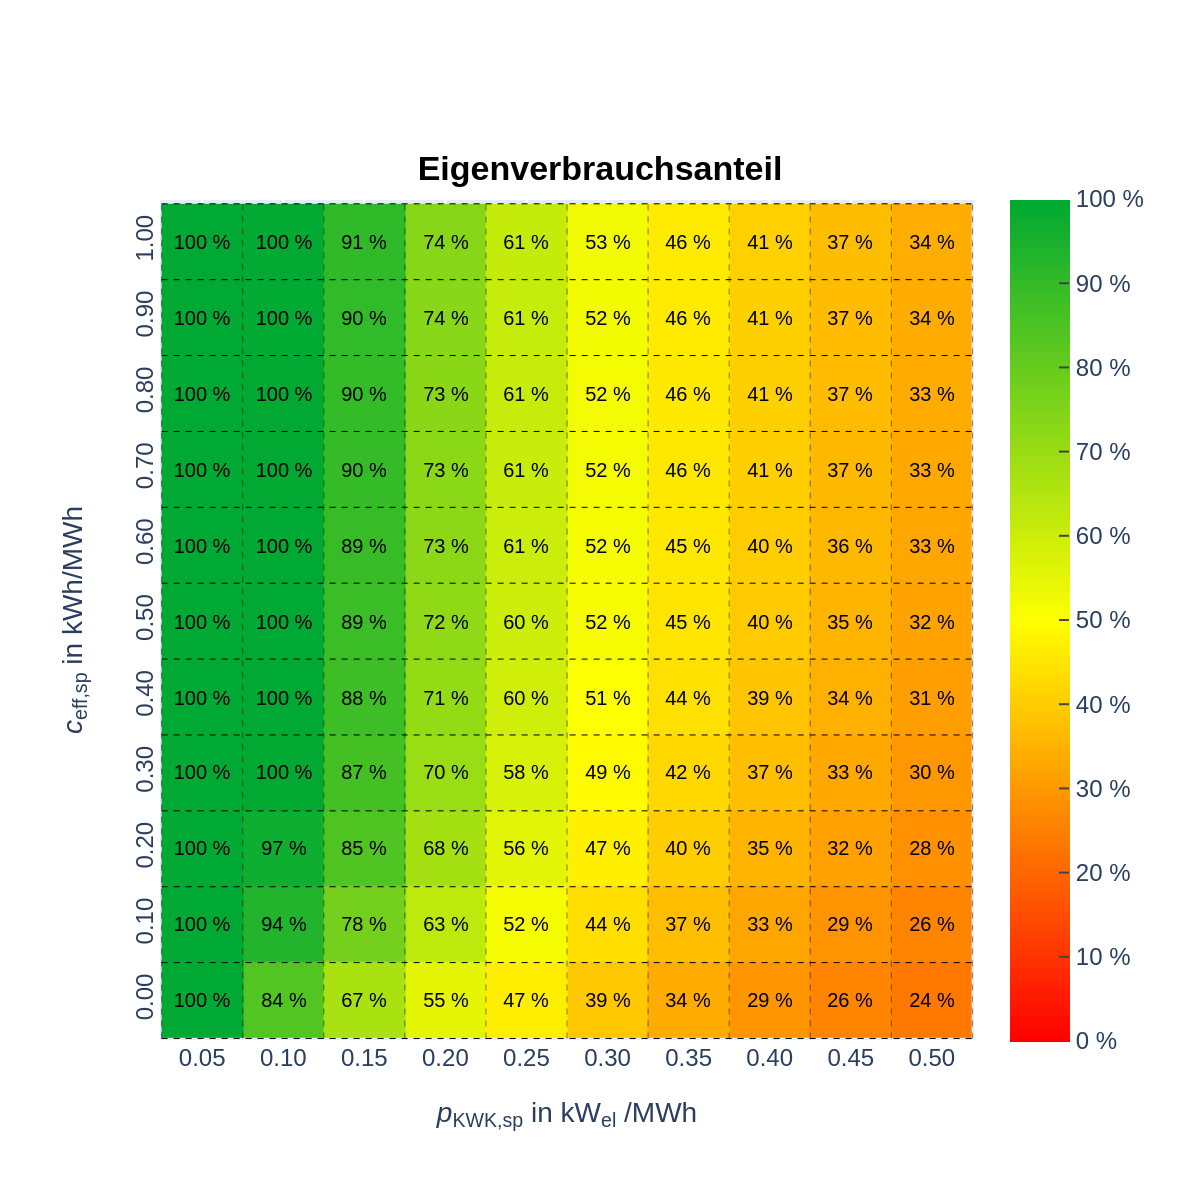 Eigenverbrauchsanteil
1.00 100 % 100 % 91 % 74 % 61 % 53 % 46 % 41 % 37 % 34 %
0.90 100 % 100 % 90 % 74 % 61 % 52 % 46 % 41 % 37 % 34 %
0.80 100 % 100 % 90 % 73 % 61 % 52 % 46 % 41 % 37 % 33 %
0.70 100 % 100 % 90 % 73 % 61 % 52 % 46 % 41 % 37 % 33 %
0.60 100 % 100 % 89 % 73 % 61 % 52 % 45 % 40 % 36 % 33 %
0.50 100 % 100 % 89 % 72 % 60 % 52 % 45 % 40 % 35 % 32 %
0.40 100 % 100 % 88 % 71 % 60 % 51 % 44 % 39 % 34 % 31 %
0.30 100 % 100 % 87 % 70 % 58 % 49 % 42 % 37 % 33 % 30 %
0.20 100 % 97 % 85 % 68 % 56 % 47 % 40 % 35 % 32 % 28 %
0.10 100 % 94 % 78 % 63 % 52 % 44 % 37 % 33 % 29 % 26 %
0.00 100 % 84 % 67 % 55 % 47 % 39 % 34 % 29 % 26 % 24 %
0.05 0.10 0.15 0.20 0.25 0.30 0.35 0.40 0.45 0.50
pKWK,sp in kWel /MWh
ceff,sp in kWh/MWh
100 %
90 %
80 %
70 %
60 %
50 %
40 %
30 %
20 %
10 %
0 %